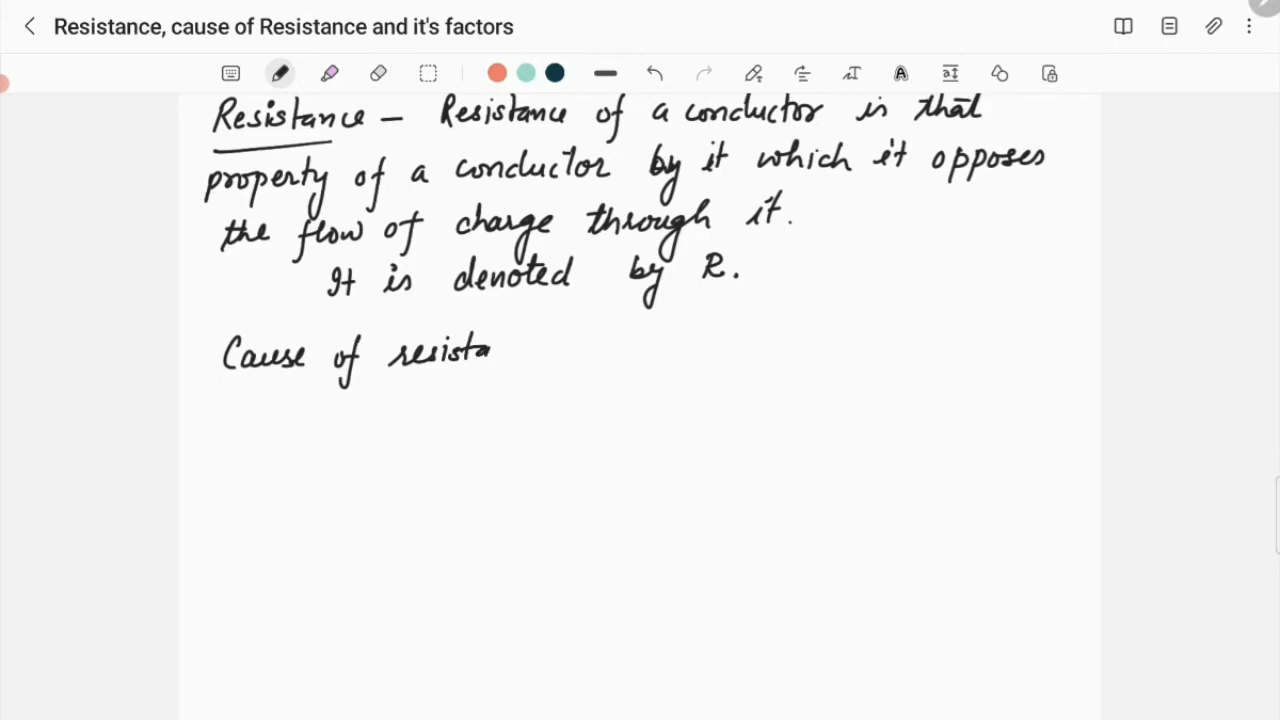 Resistance, cause of Resistance and it's factors
Resistance – Resistance of a conductor is that
property of a conductor by it which it opposes
the flow of charge through it.
It is denoted by R.
Cause of resista